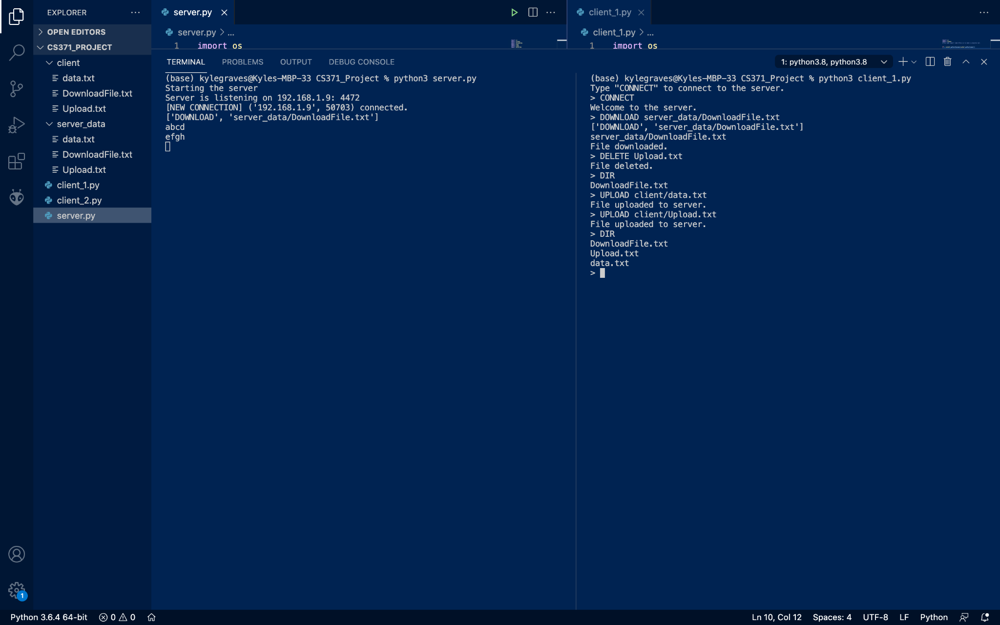 EXPLORER
OPEN EDITORS
CS371_PROJECT
client
data.txt
DownloadFile.txt
Upload.txt
server_data
data.txt
DownloadFile.txt
Upload.txt
client_1.py
client_2.py
server.py
server.py
server.py > ...
1 import os
client_1.py
client_1.py > ...
1 import os
TERMINAL PROBLEMS OUTPUT DEBUG CONSOLE
1: python3.8, python3.8
(base) kylegraves@Kyles-MBP-33 CS371_Project % python3 server.py
Starting the server
Server is listening on 192.168.1.9: 4472
[NEW CONNECTION] ('192.168.1.9', 50703) connected.
['DOWNLOAD', 'server_data/DownloadFile.txt']
abcd
efgh
(base) kylegraves@Kyles-MBP-33 CS371_Project % python3 client_1.py
Type "CONNECT" to connect to the server.
> CONNECT
Welcome to the server.
> DOWNLOAD server_data/DownloadFile.txt
['DOWNLOAD', 'server_data/DownloadFile.txt']
server_data/DownloadFile.txt
File downloaded.
> DELETE Upload.txt
File deleted.
> DIR
DownloadFile.txt
> UPLOAD client/data.txt
File uploaded to server.
> UPLOAD client/Upload.txt
File uploaded to server.
> DIR
DownloadFile.txt
Upload.txt
data.txt
>
1
Python 3.6.4 64-bit 0 0
Ln 10, Col 12 Spaces: 4 UTF-8 LF Python